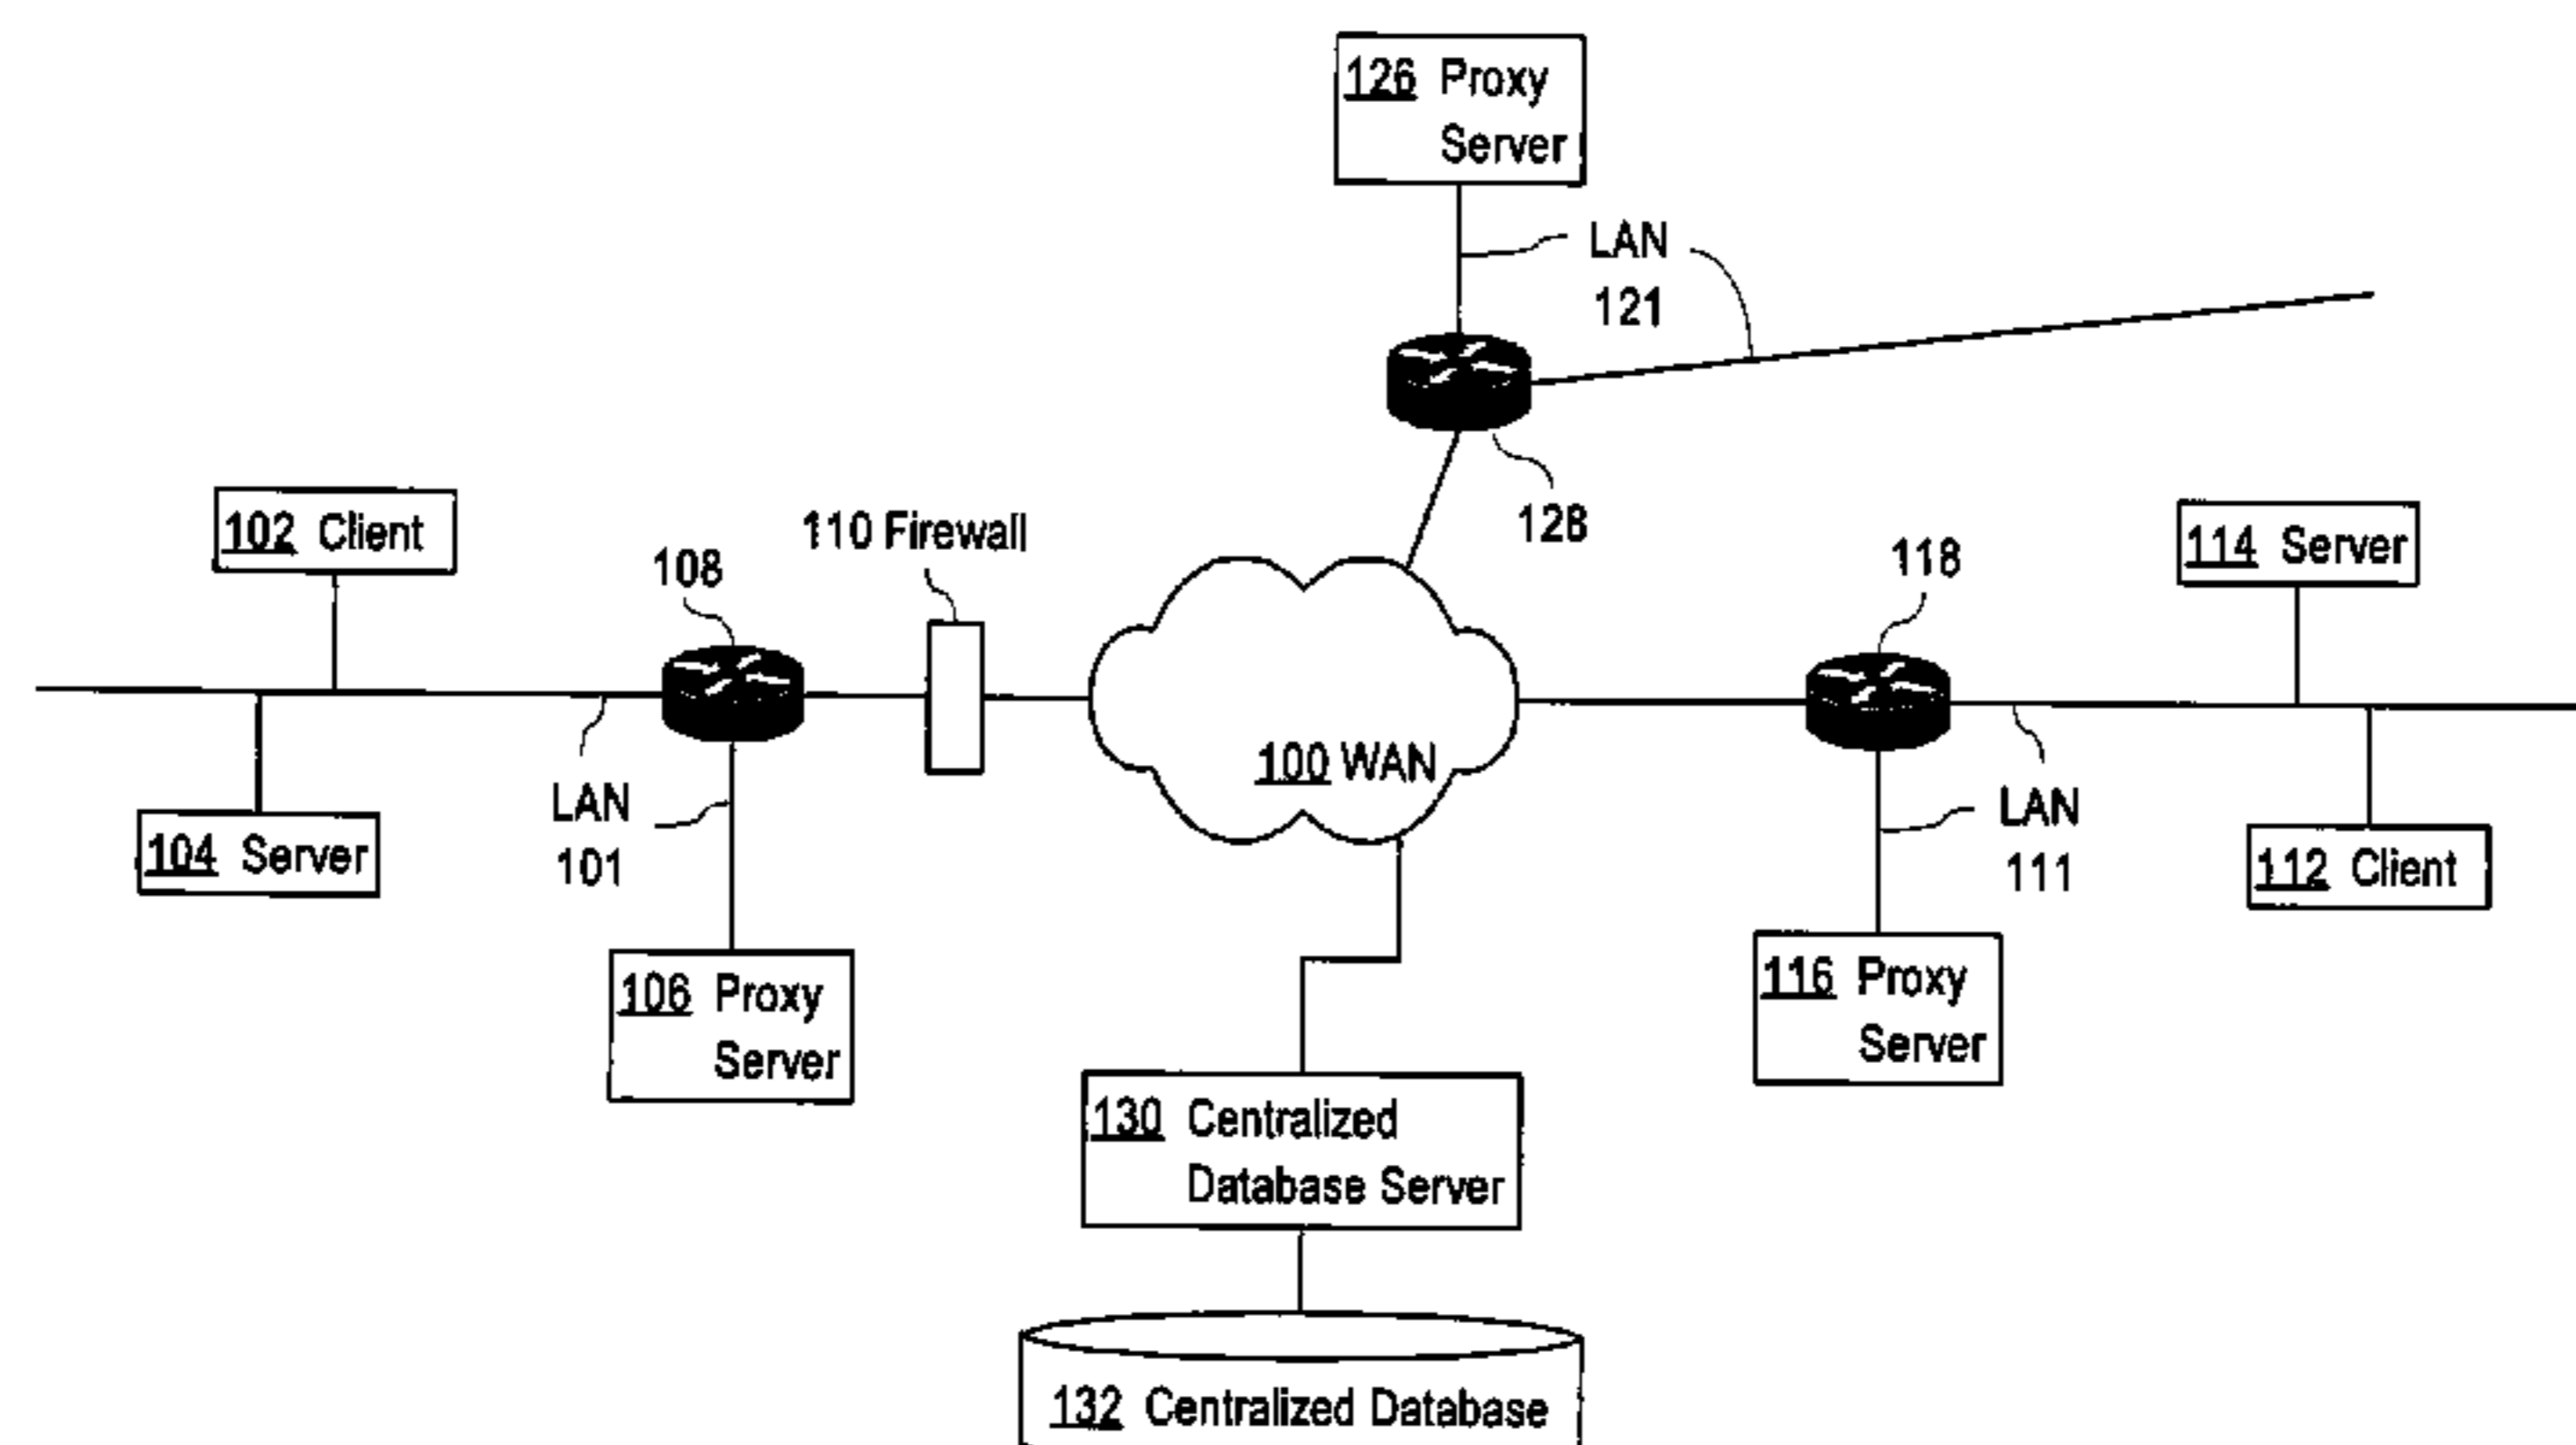 126 Proxy
Server
LAN
121
128
102 Client
108
110 Firewall
118
114 Server
100 WAN
LAN
101
104 Server
LAN
111
112 Client
106 Proxy
Server
116 Proxy
Server
130 Centralized
Database Server
132 Centralized Database